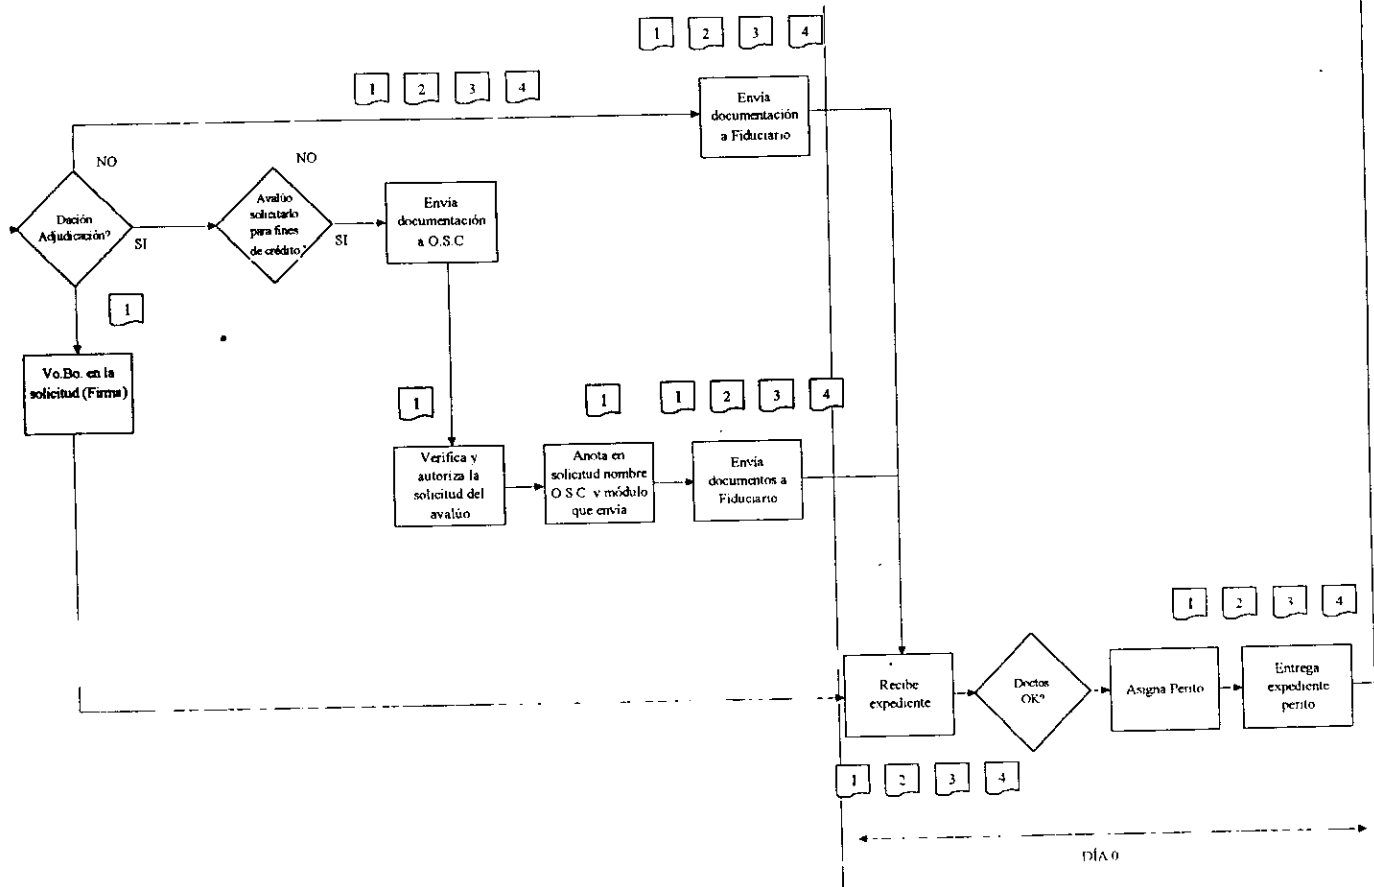 1 2 3 4
1 2 3 4
Envía
documentación
a Fiduciario
NO
NO
Dación
Adjudicación?
SI
Avalúo
solicitado
para fines
de crédito
SI
Envía
documentación
a O.S.C
1
Vo.Bo. en la
solicitud (Firma)
1
1
1 2 3 4
Verifica y
autoriza la
solicitud del
avalúo
Anota en
solicitud nombre
O S C y módulo
que envía
Envía
documentos a
Fiduciario
1 2 3 4
Recibe
expediente
Doctos
OK?
Asigna Perito
Entrega
expediente
perito
1 2 3 4
DÍA 0